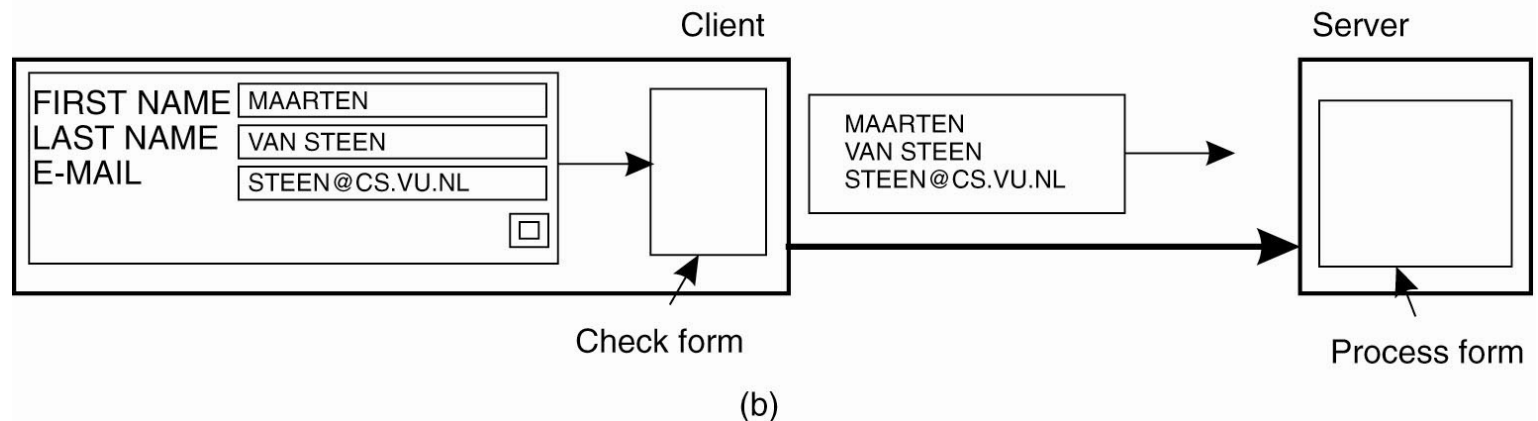 Client
Server
FIRST NAME MAARTEN
LAST NAME VAN STEEN
E-MAIL STEEN@CS.VU.NL
MAARTEN
VAN STEEN
STEEN@CS.VU.NL
Check form
Process form
(b)